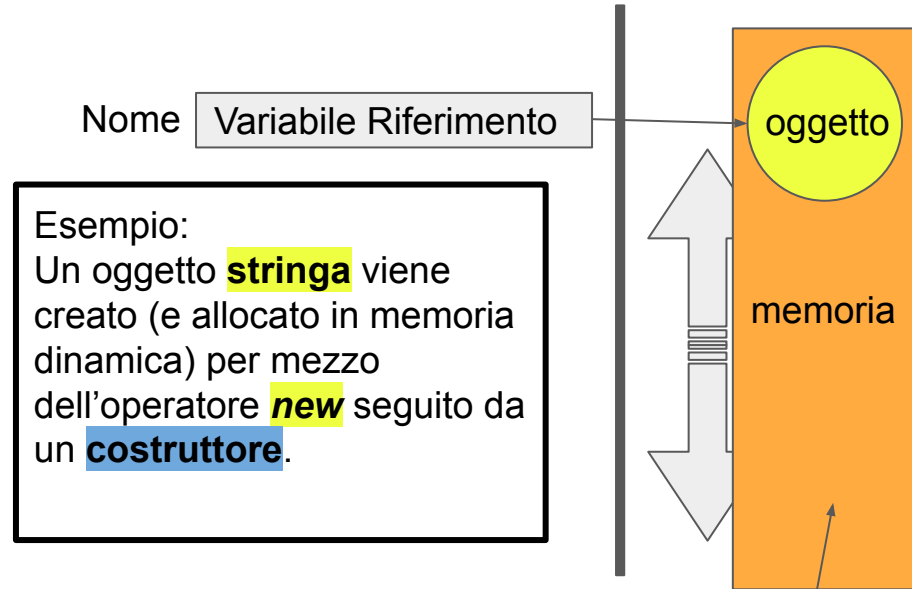 Nome
Variabile Riferimento
oggetto
Esempio:
Un oggetto stringa viene
creato (e allocato in memoria
dinamica) per mezzo
dell’operatore new seguito da
un costruttore.
memoria